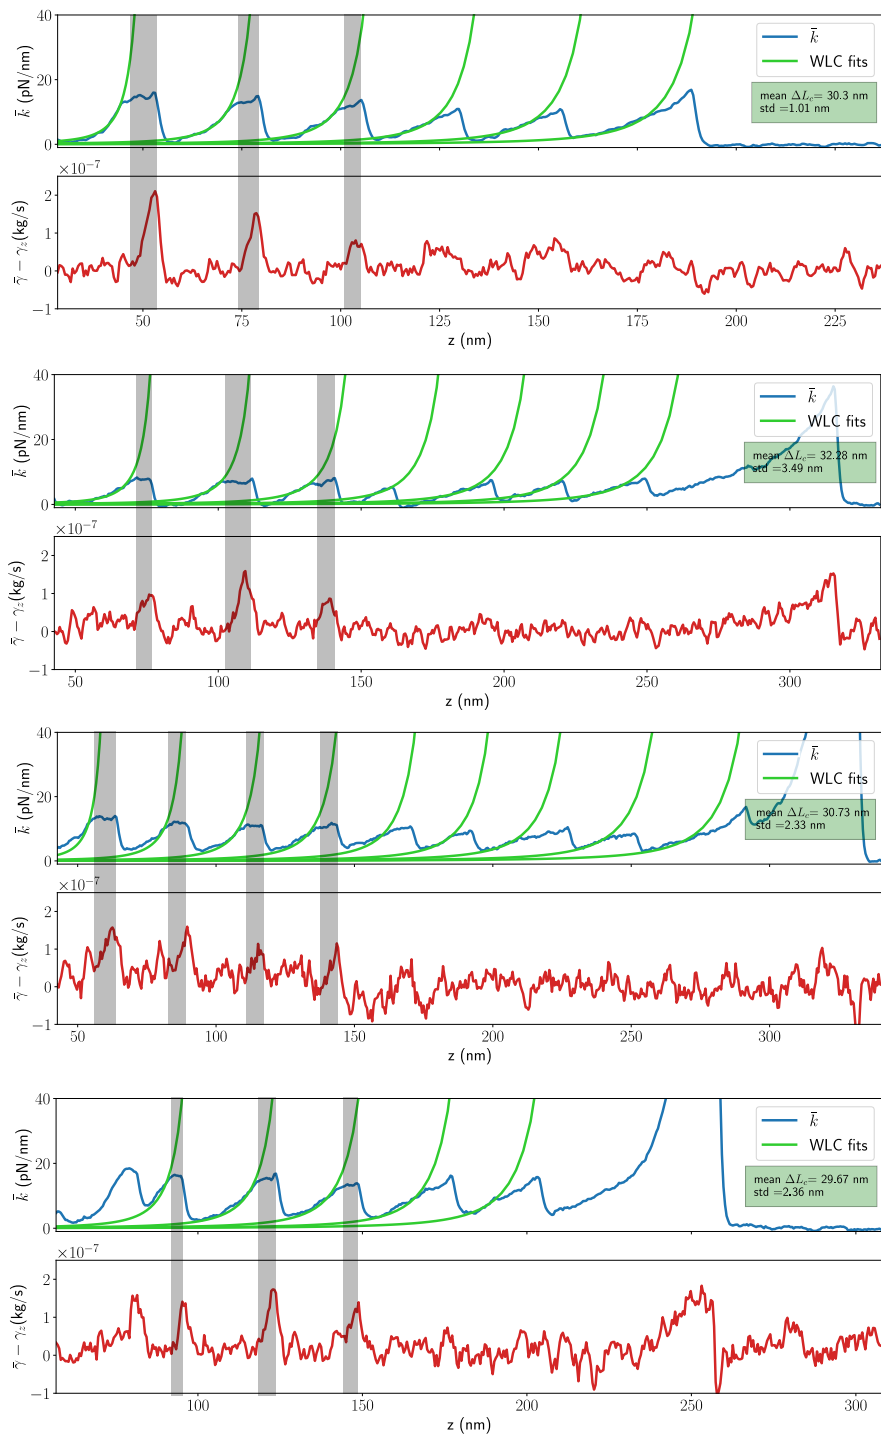 40
20
0
k̄ (pN/nm)
k̄
WLC fits
mean ΔL_c= 30.3 nm
std =1.01 nm
×10⁻⁷
2
1
0
−1
γ̄ − γ_z(kg/s)
50 75 100 125 150 175 200 225
z (nm)
40
20
0
k̄ (pN/nm)
k̄
WLC fits
mean ΔL_c= 32.28 nm
std =3.49 nm
×10⁻⁷
2
1
0
−1
γ̄ − γ_z(kg/s)
50 100 150 200 250 300
z (nm)
40
20
0
k̄ (pN/nm)
k̄
WLC fits
mean ΔL_c= 30.73 nm
std =2.33 nm
×10⁻⁷
2
1
0
−1
γ̄ − γ_z(kg/s)
50 100 150 200 250 300
z (nm)
40
20
0
k̄ (pN/nm)
k̄
WLC fits
mean ΔL_c= 29.67 nm
std =2.36 nm
×10⁻⁷
2
1
0
−1
γ̄ − γ_z(kg/s)
100 150 200 250 300
z (nm)